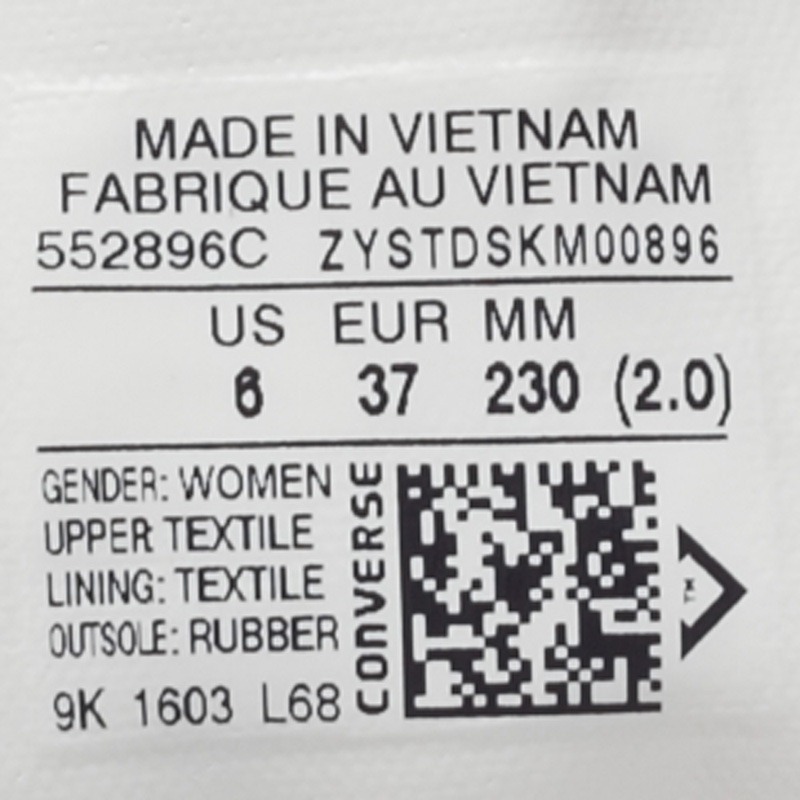 MADE IN VIETNAM
FABRIQUE AU VIETNAM
552896C ZYSTDSKM00896
US EUR MM
6 37 230 (2.0)
GENDER: WOMEN
UPPER TEXTILE
LINING: TEXTILE
OUTSOLE: RUBBER
9K 1603 L68
CONVERSE
TM